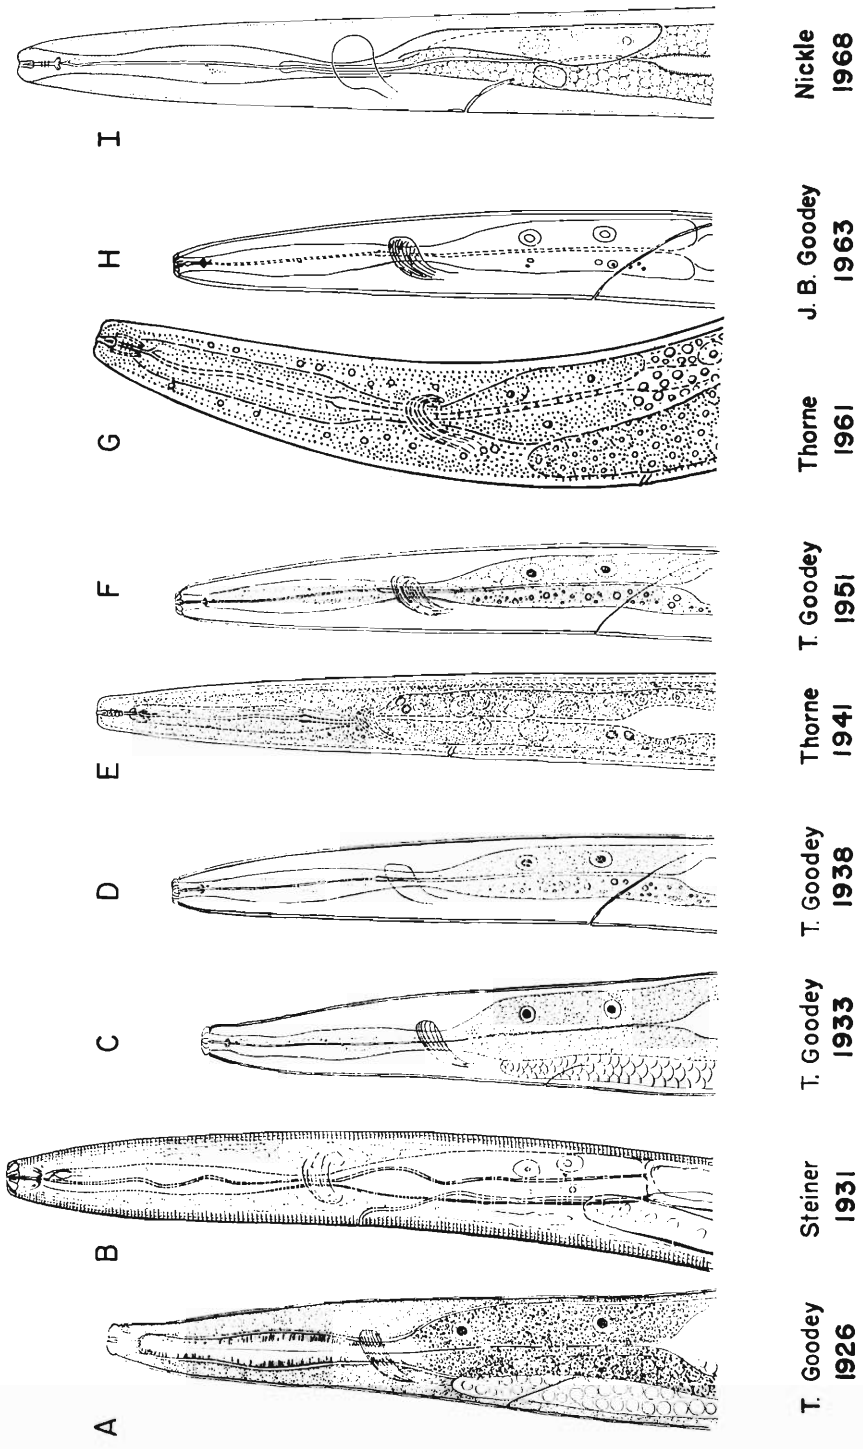 A
B
C
D
E
F
G
H
I
T. Goodey
1926
Steiner
1931
T. Goodey
1933
T. Goodey
1938
Thorne
1941
T. Goodey
1951
Thorne
1961
J. B. Goodey
1963
Nickle
1968